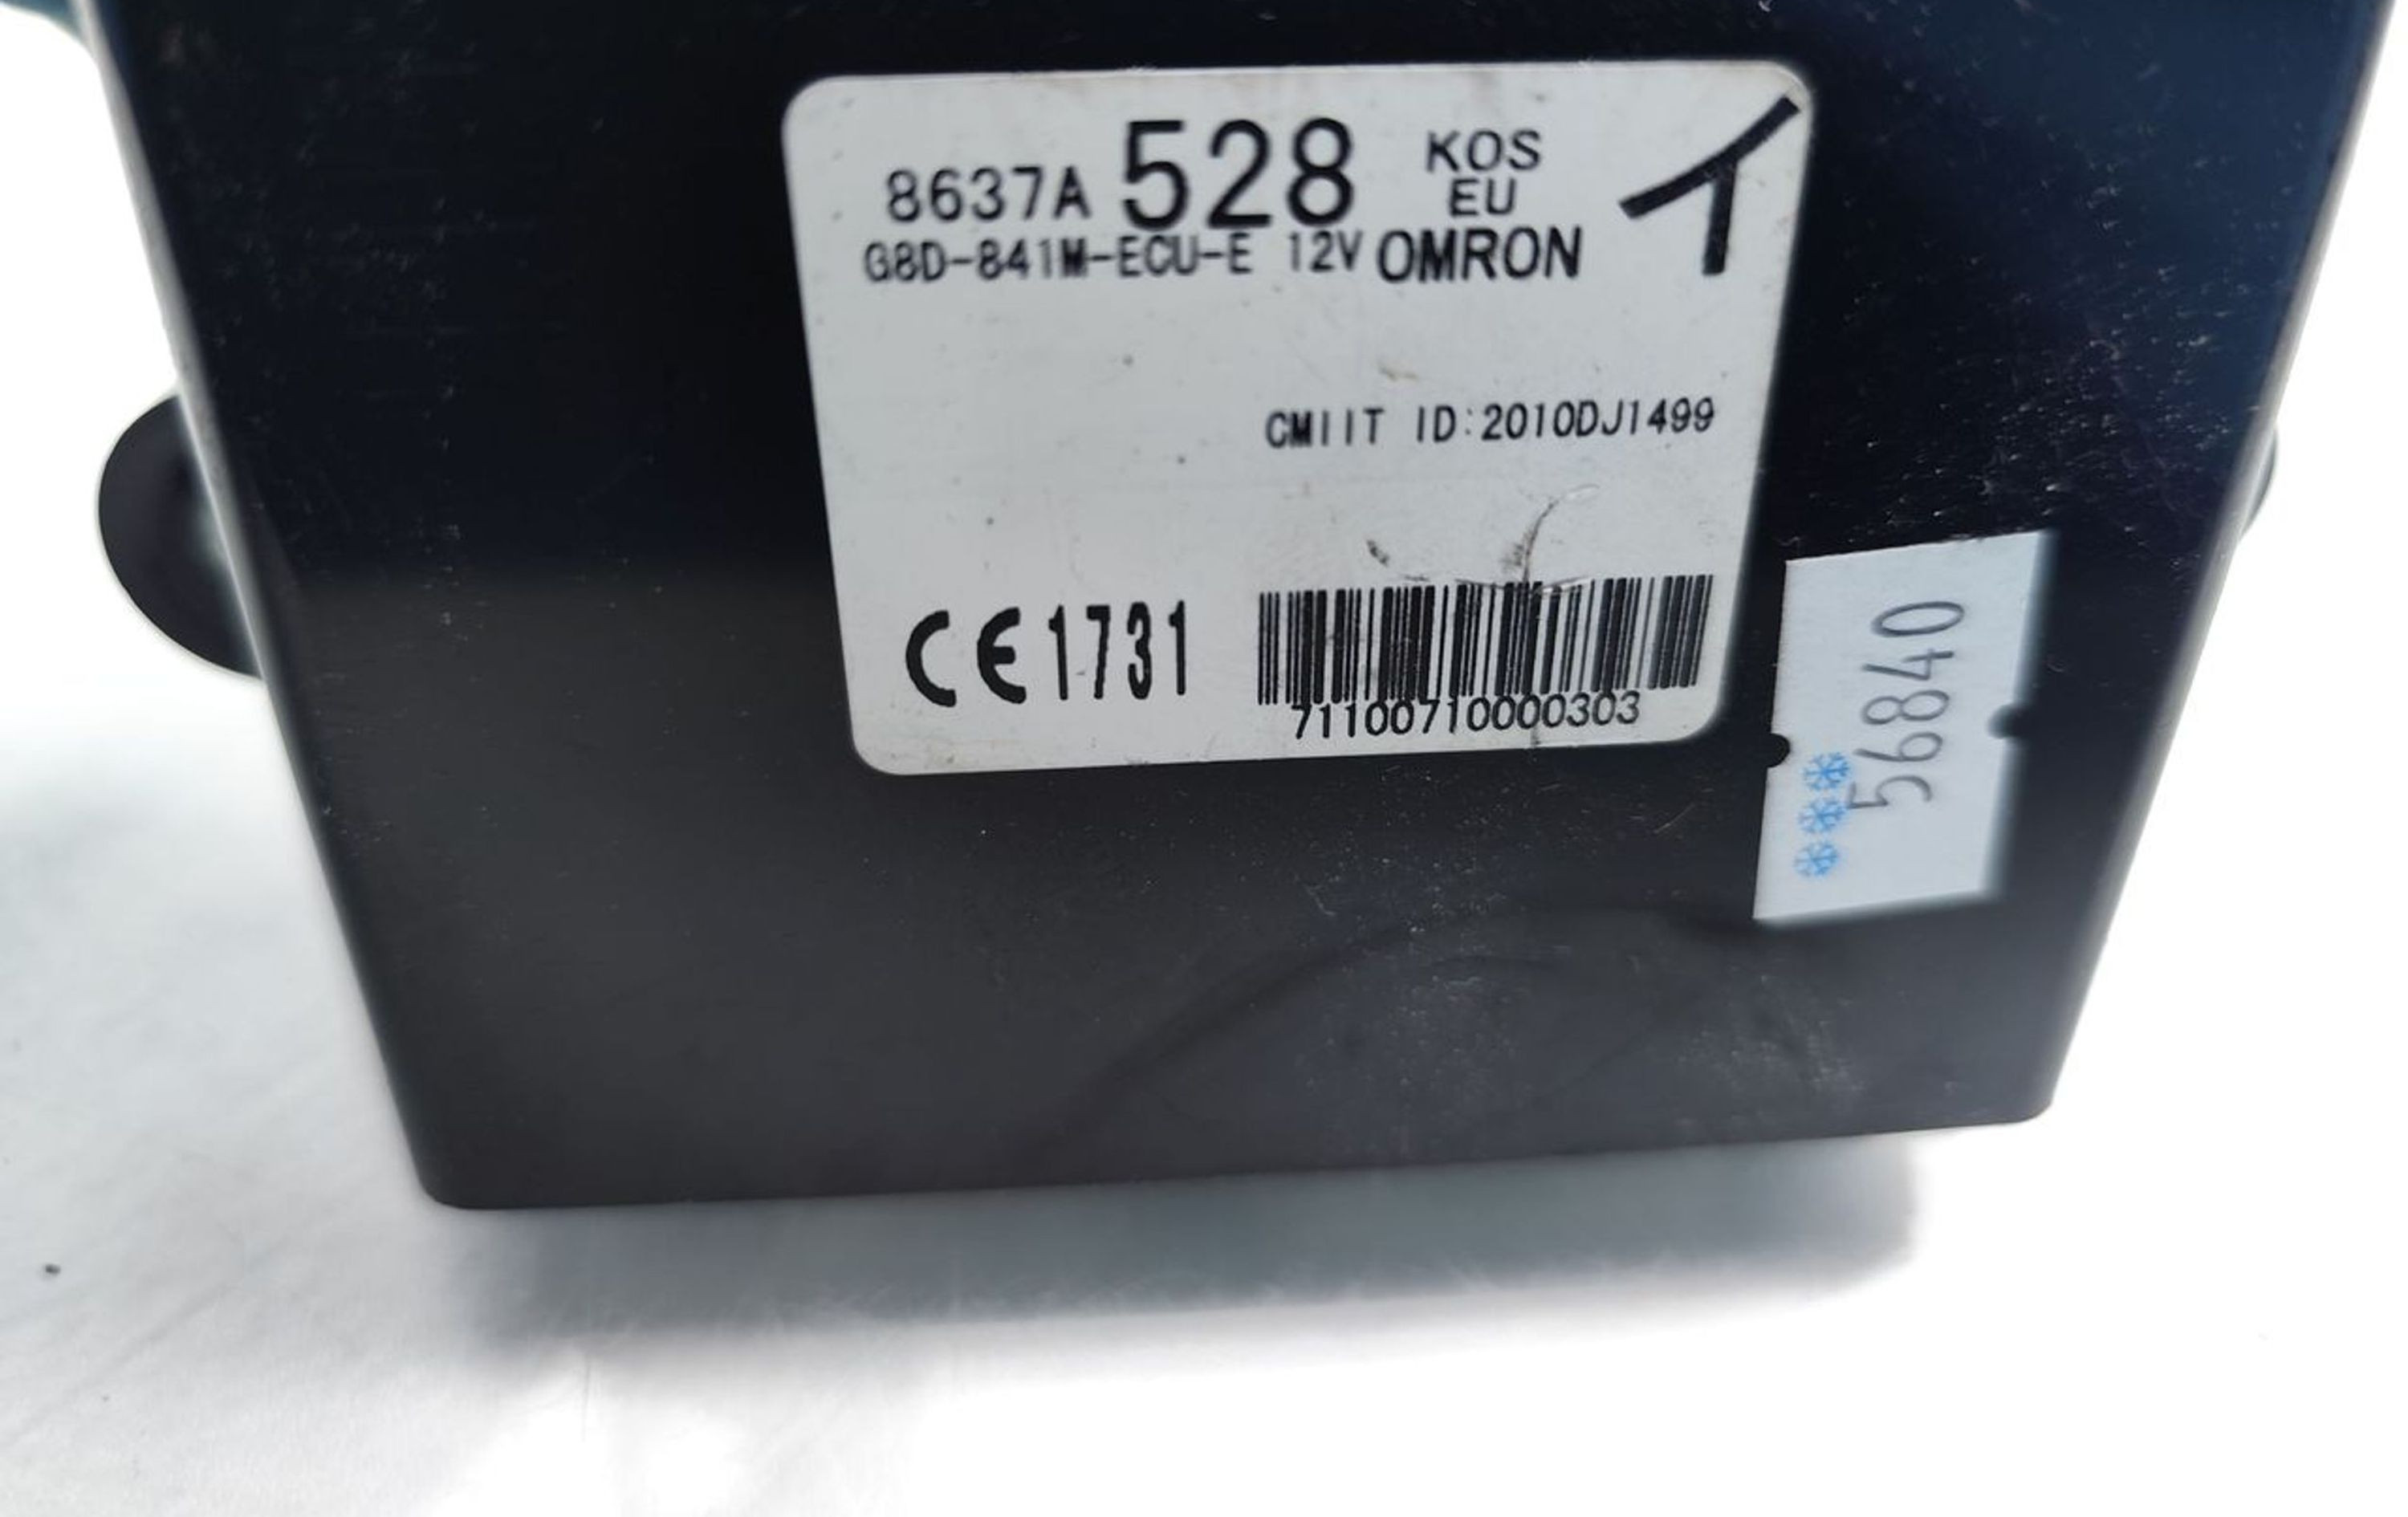 8637A 528 KOS
EU
イ
G8D-841M-ECU-E 12V OMRON
CMIIT ID:2010DJ1499
CE1731
71100710000303
56840